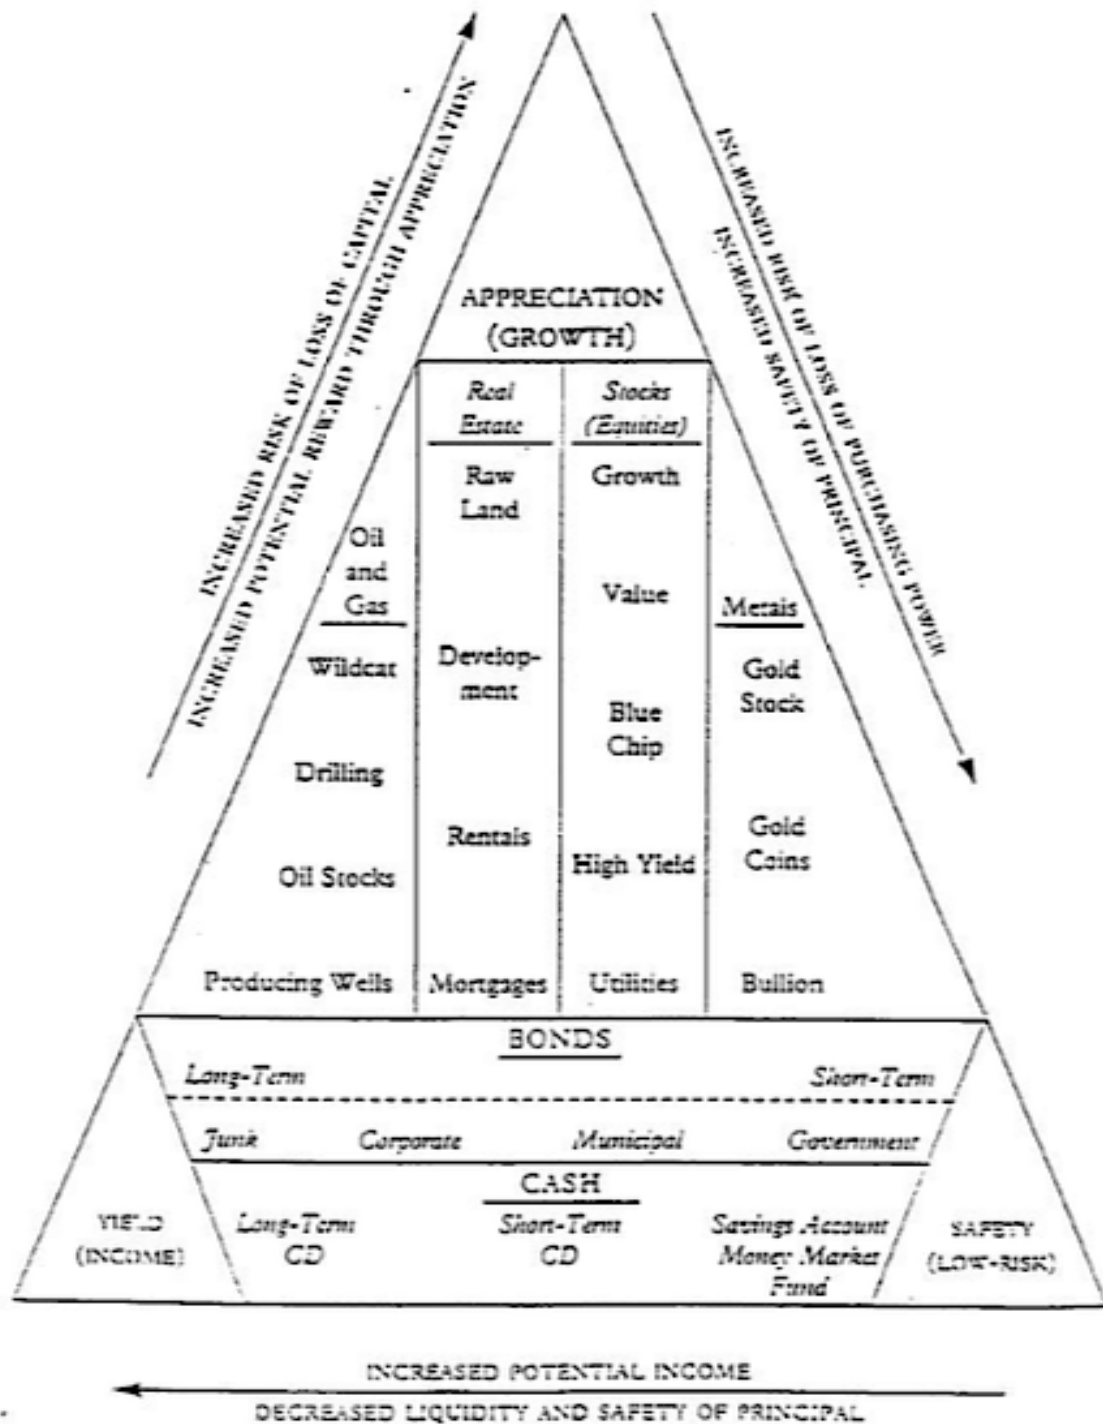 INCREASED RISK OF LOSS OF CAPITAL
INCREASED POTENTIAL REWARD THROUGH APPRECIATION
INCREASED RISK OF LOSS OF PURCHASING POWER
INCREASED SAFETY OF PRINCIPAL
APPRECIATION
(GROWTH)
Real
Estate
Stocks
(Equities)
Raw
Land
Growth
Oil
and
Gas
Value
Metals
Wildcat
Develop-
ment
Gold
Stock
Blue
Chip
Drilling
Rentals
Gold
Coins
Oil Stocks
High Yield
Producing Wells
Mortgages
Utilities
Bullion
BONDS
Long-Term
Short-Term
Junk
Corporate
Municipal
Government
CASH
YIELD
(INCOME)
Long-Term
CD
Short-Term
CD
Savings Account
Money Market
Fund
SAFETY
(LOW-RISK)
INCREASED POTENTIAL INCOME
DECREASED LIQUIDITY AND SAFETY OF PRINCIPAL